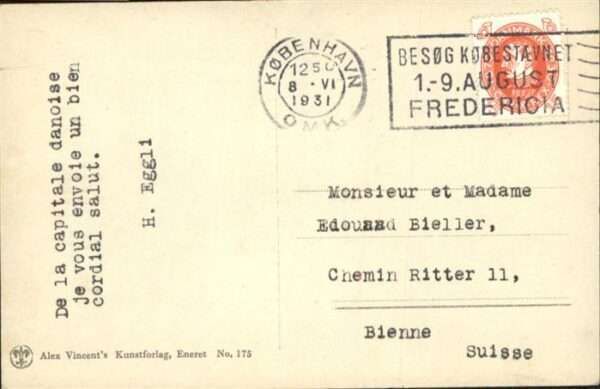 De la capitale danoise
je vous envoie un bien
cordial salut.
H. Eggli
KØBENHAVN
1250
8 - VI
1931
OMK.
BESØG KØBESTÆVNET
1.-9. AUGUST
FREDERICIA
Monsieur et Madame
Edouard Bieller,
Chemin Ritter 11,
Bienne
Suisse
Alex Vincent's Kunstforlag, Eneret No. 175